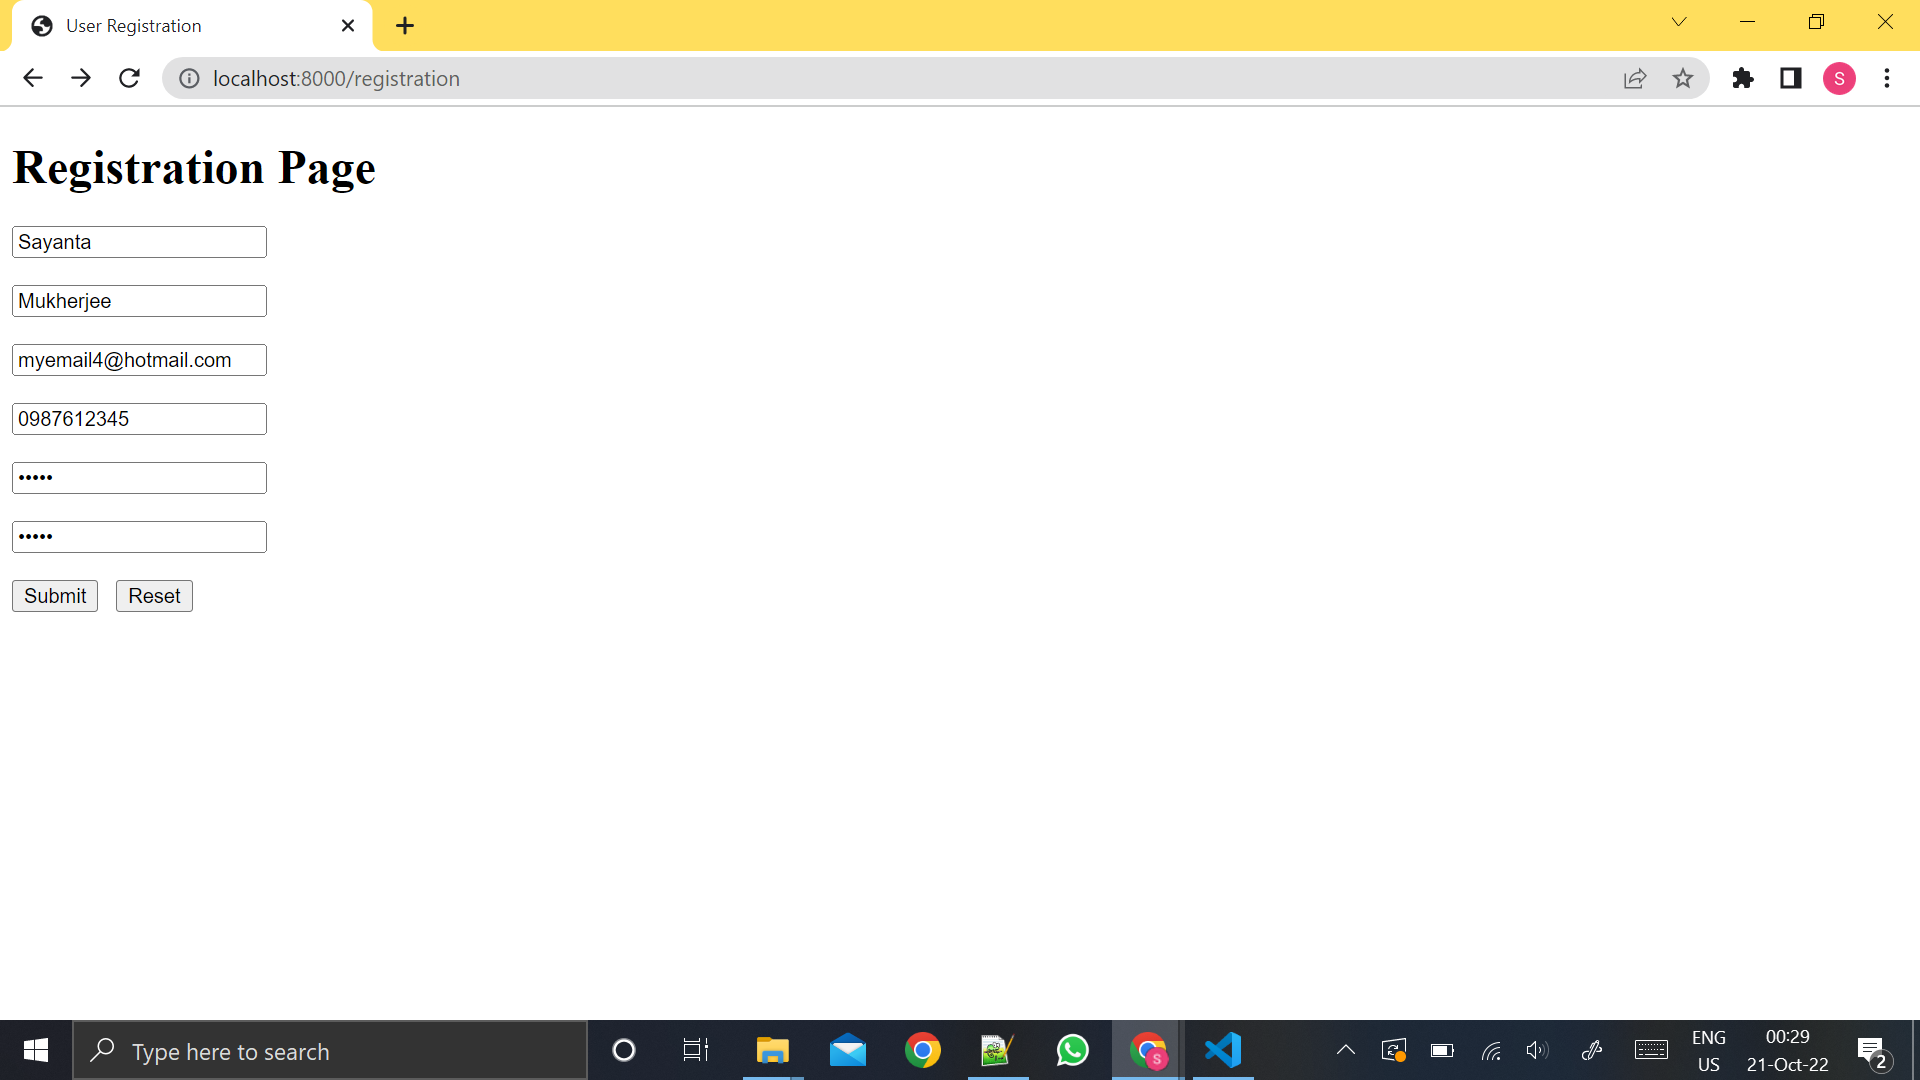 User Registration
localhost:8000/registration
S
Registration Page
Sayanta
Mukherjee
myemail4@hotmail.com
0987612345
•••••
•••••
Submit Reset
Type here to search
S
ENG
US
00:29
21-Oct-22
2